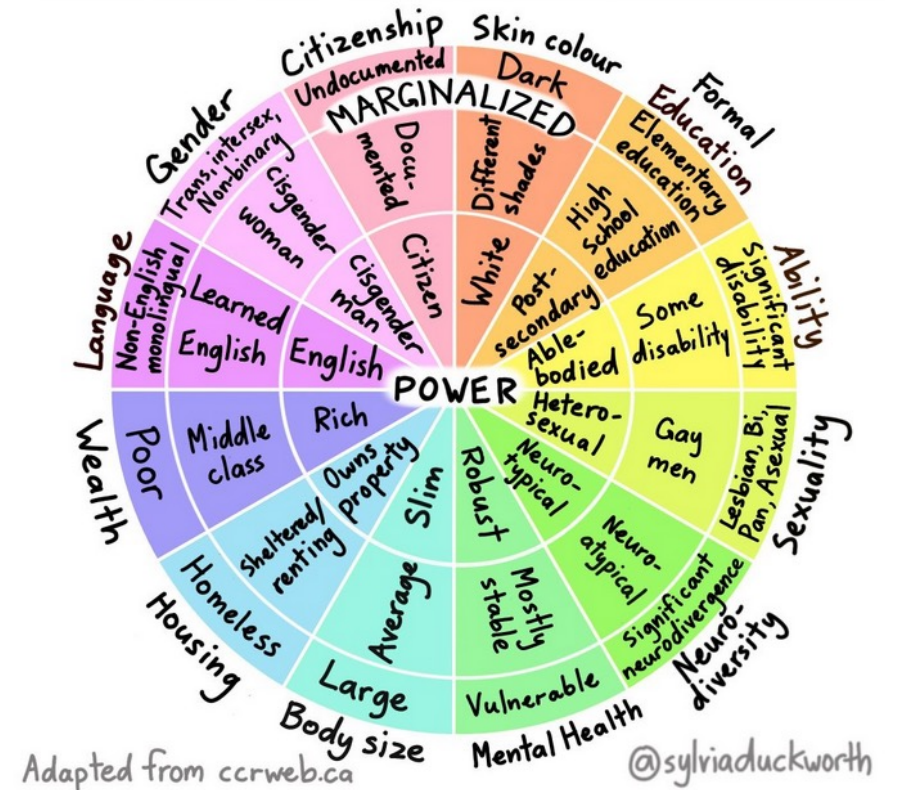 Citizenship
Undocumented
Docu-
mented
Citizen
Skin colour
Dark
Different
shades
White
MARGINALIZED
Formal
Education
Elementary
education
High
school
education
Post-
secondary
Ability
Significant
disability
Some
disability
Able-
bodied
Sexuality
Lesbian, Bi,
Pan, Asexual
Gay
men
Hetero-
sexual
Neuro-
diversity
Significant
neurodivergence
Neuro-
atypical
Neuro-
typical
Mental Health
Vulnerable
Mostly
stable
Robust
Body size
Large
Average
Slim
Housing
Homeless
Sheltered/
renting
Owns
property
Wealth
Poor
Middle
class
Rich
Language
Non-English
monolingual
Learned
English
English
Gender
Trans, intersex,
Non-binary
cisgender
woman
cisgender
man
POWER
Adapted from ccrweb.ca
@sylviaduckworth